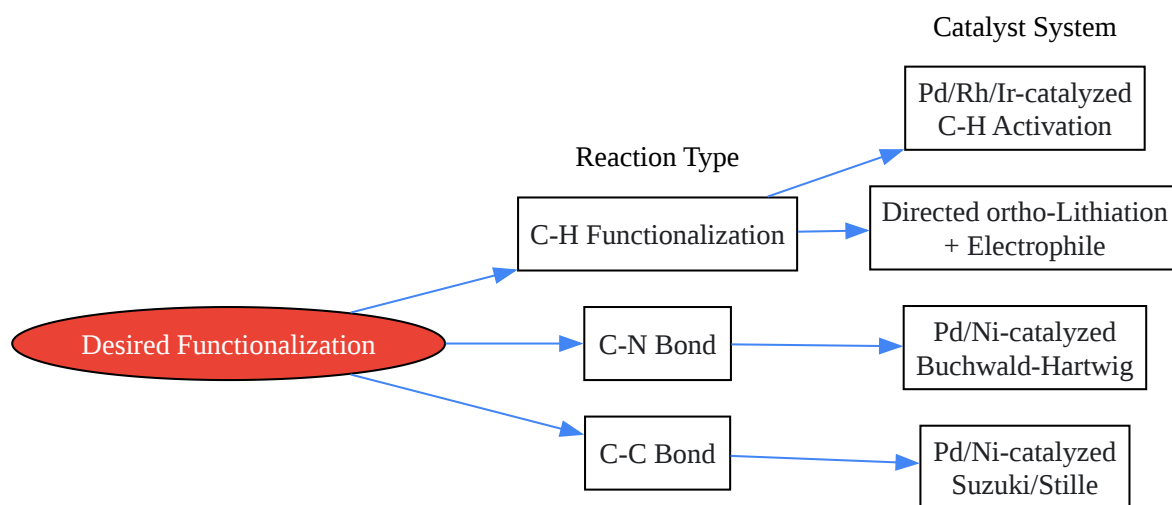 Catalyst System
Pd/Rh/Ir-catalyzed
C-H Activation
Reaction Type
Directed ortho-Lithiation
+ Electrophile
C-H Functionalization
Desired Functionalization
C-N Bond
Pd/Ni-catalyzed
Buchwald-Hartwig
C-C Bond
Pd/Ni-catalyzed
Suzuki/Stille